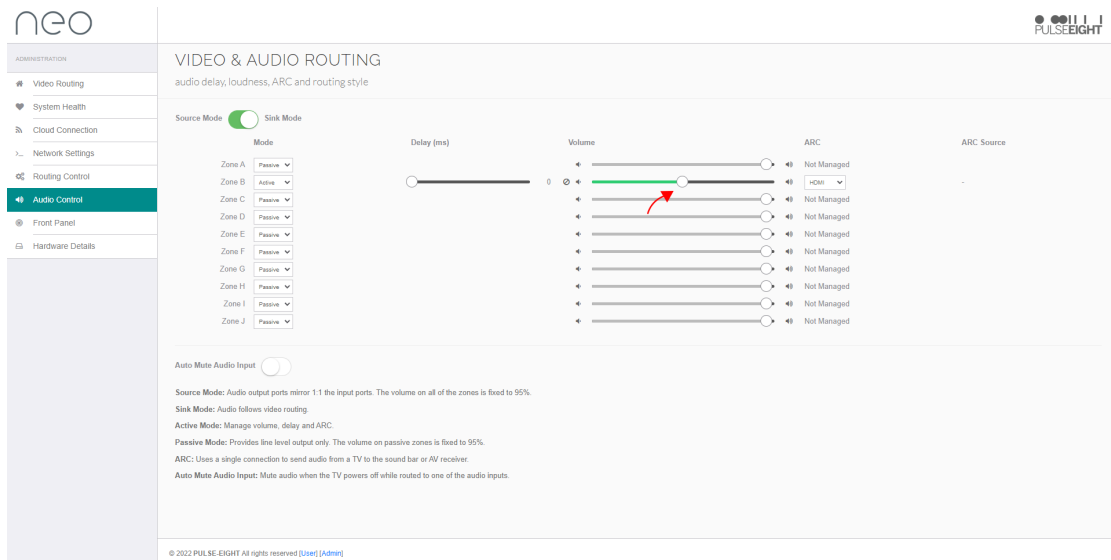 neo
PULSEEIGHT
ADMINISTRATION
Video Routing
System Health
Cloud Connection
Network Settings
Routing Control
Audio Control
Front Panel
Hardware Details
VIDEO & AUDIO ROUTING
audio delay, loudness, ARC and routing style
Source Mode Sink Mode
Mode Delay (ms) Volume ARC ARC Source
Zone A Passive Not Managed
Zone B Active 0 HDMI -
Zone C Passive Not Managed
Zone D Passive Not Managed
Zone E Passive Not Managed
Zone F Passive Not Managed
Zone G Passive Not Managed
Zone H Passive Not Managed
Zone I Passive Not Managed
Zone J Passive Not Managed
Auto Mute Audio Input
Source Mode: Audio output ports mirror 1:1 the input ports. The volume on all of the zones is fixed to 95%.
Sink Mode: Audio follows video routing.
Active Mode: Manage volume, delay and ARC.
Passive Mode: Provides line level output only. The volume on passive zones is fixed to 95%.
ARC: Uses a single connection to send audio from a TV to the sound bar or AV receiver.
Auto Mute Audio Input: Mute audio when the TV powers off while routed to one of the audio inputs.
© 2022 PULSE-EIGHT All rights reserved [User] [Admin]